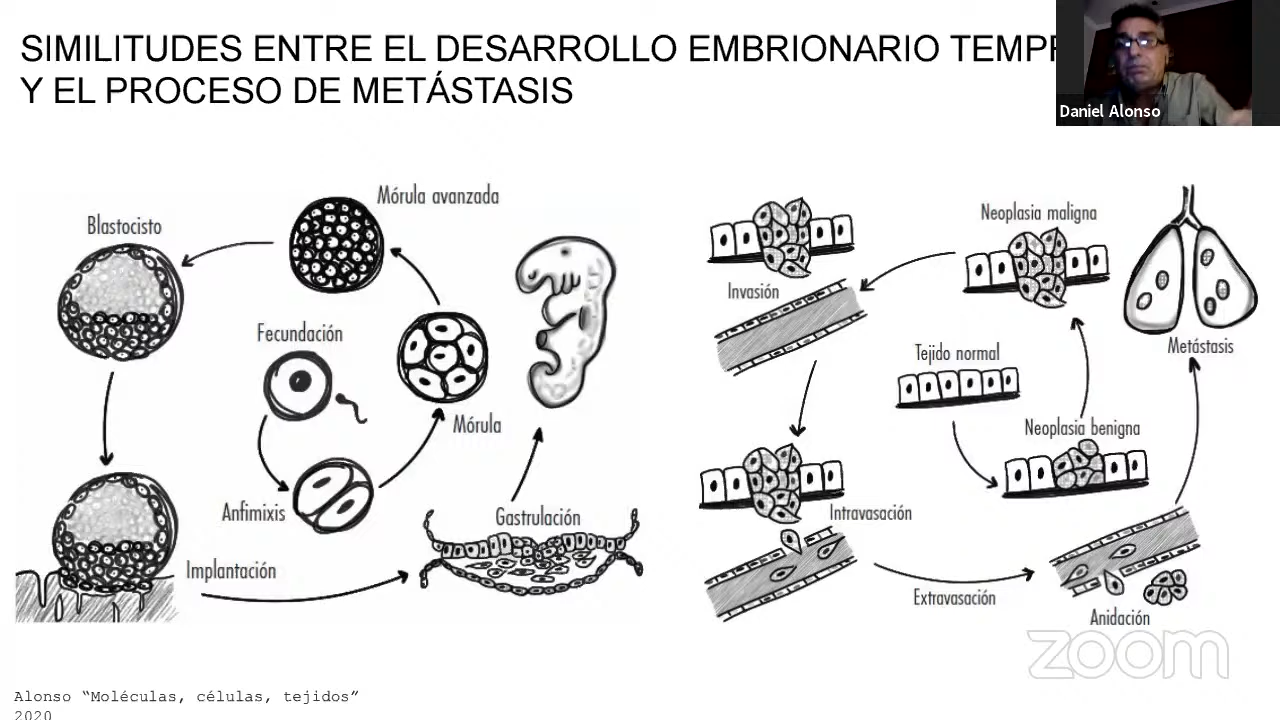 SIMILITUDES ENTRE EL DESARROLLO EMBRIONARIO
Y EL PROCESO DE METÁSTASIS
Daniel Alonso
Mórula avanzada
Blastocisto
Fecundación
Mórula
Anfimixis
Gastrulación
Implantación
Neoplasia maligna
Invasión
Metástasis
Tejido normal
Neoplasia benigna
Intravasación
Extravasación
Anidación
zoom
Alonso “Moléculas, células, tejidos”
2020